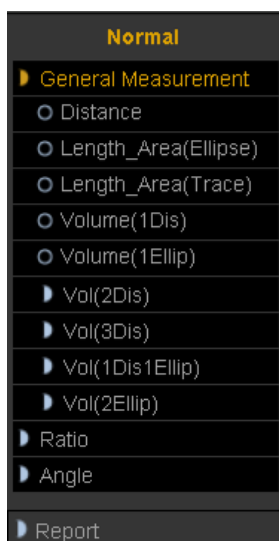 Normal
General Measurement
Distance
Length_Area(Ellipse)
Length_Area(Trace)
Volume(1Dis)
Volume(1Ellip)
Vol(2Dis)
Vol(3Dis)
Vol(1Dis1Ellip)
Vol(2Ellip)
Ratio
Angle
Report